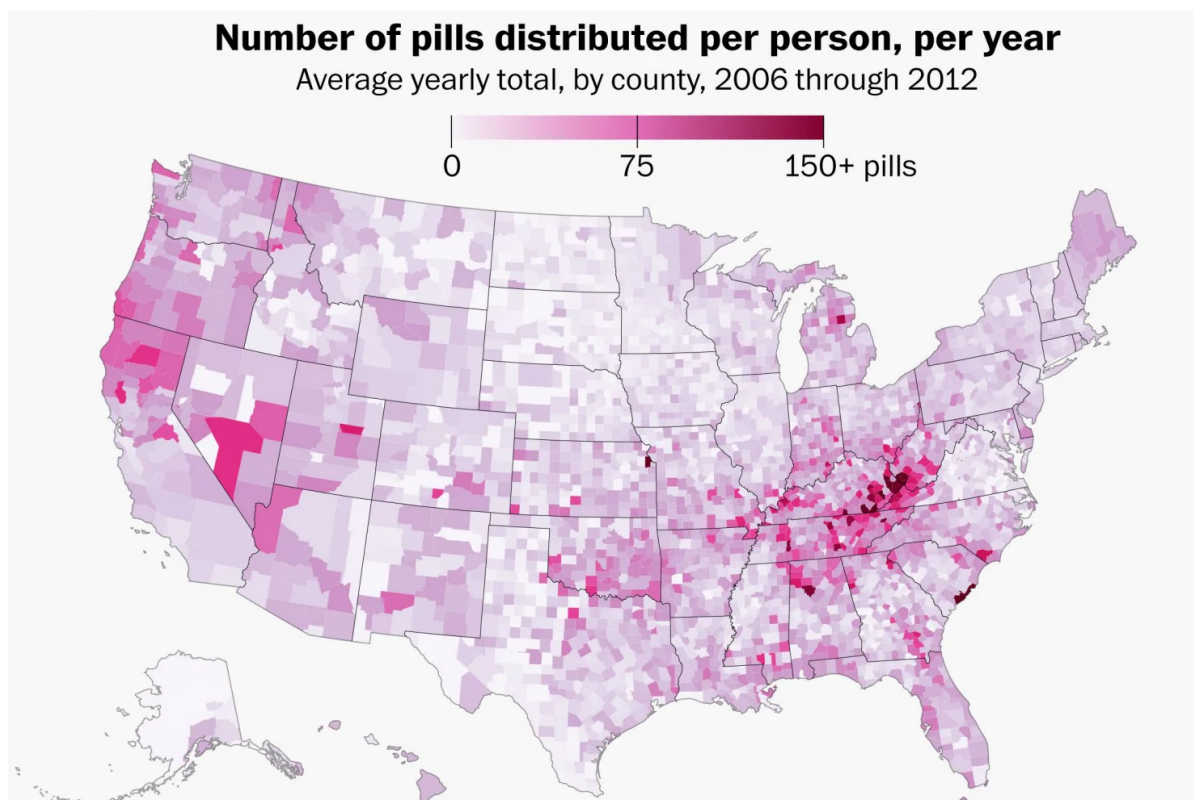 Number of pills distributed per person, per year
Average yearly total, by county, 2006 through 2012
0 75 150+ pills